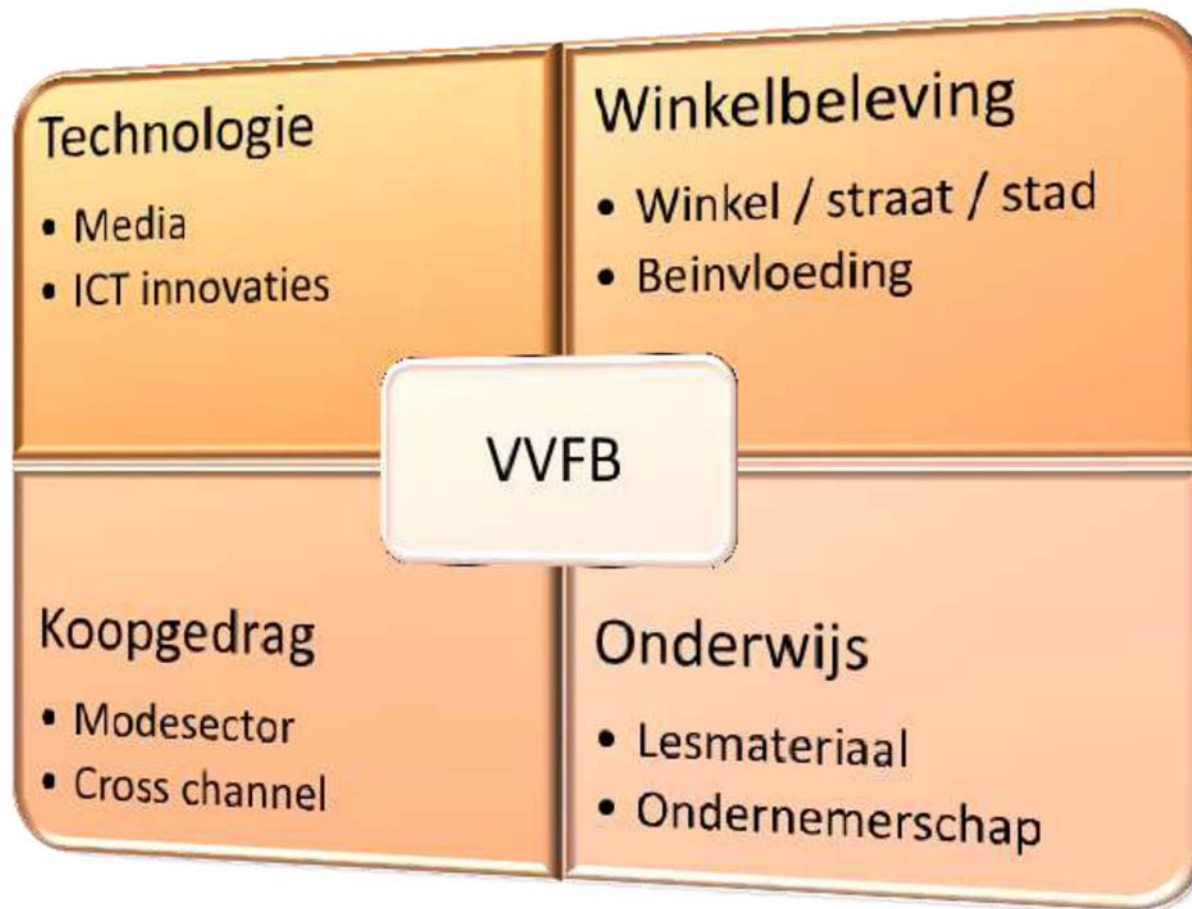 Technologie
• Media
• ICT innovaties
Winkelbeleving
• Winkel / straat / stad
• Beinvloeding
VVFB
Koopgedrag
• Modesector
• Cross channel
Onderwijs
• Lesmateriaal
• Ondernemerschap